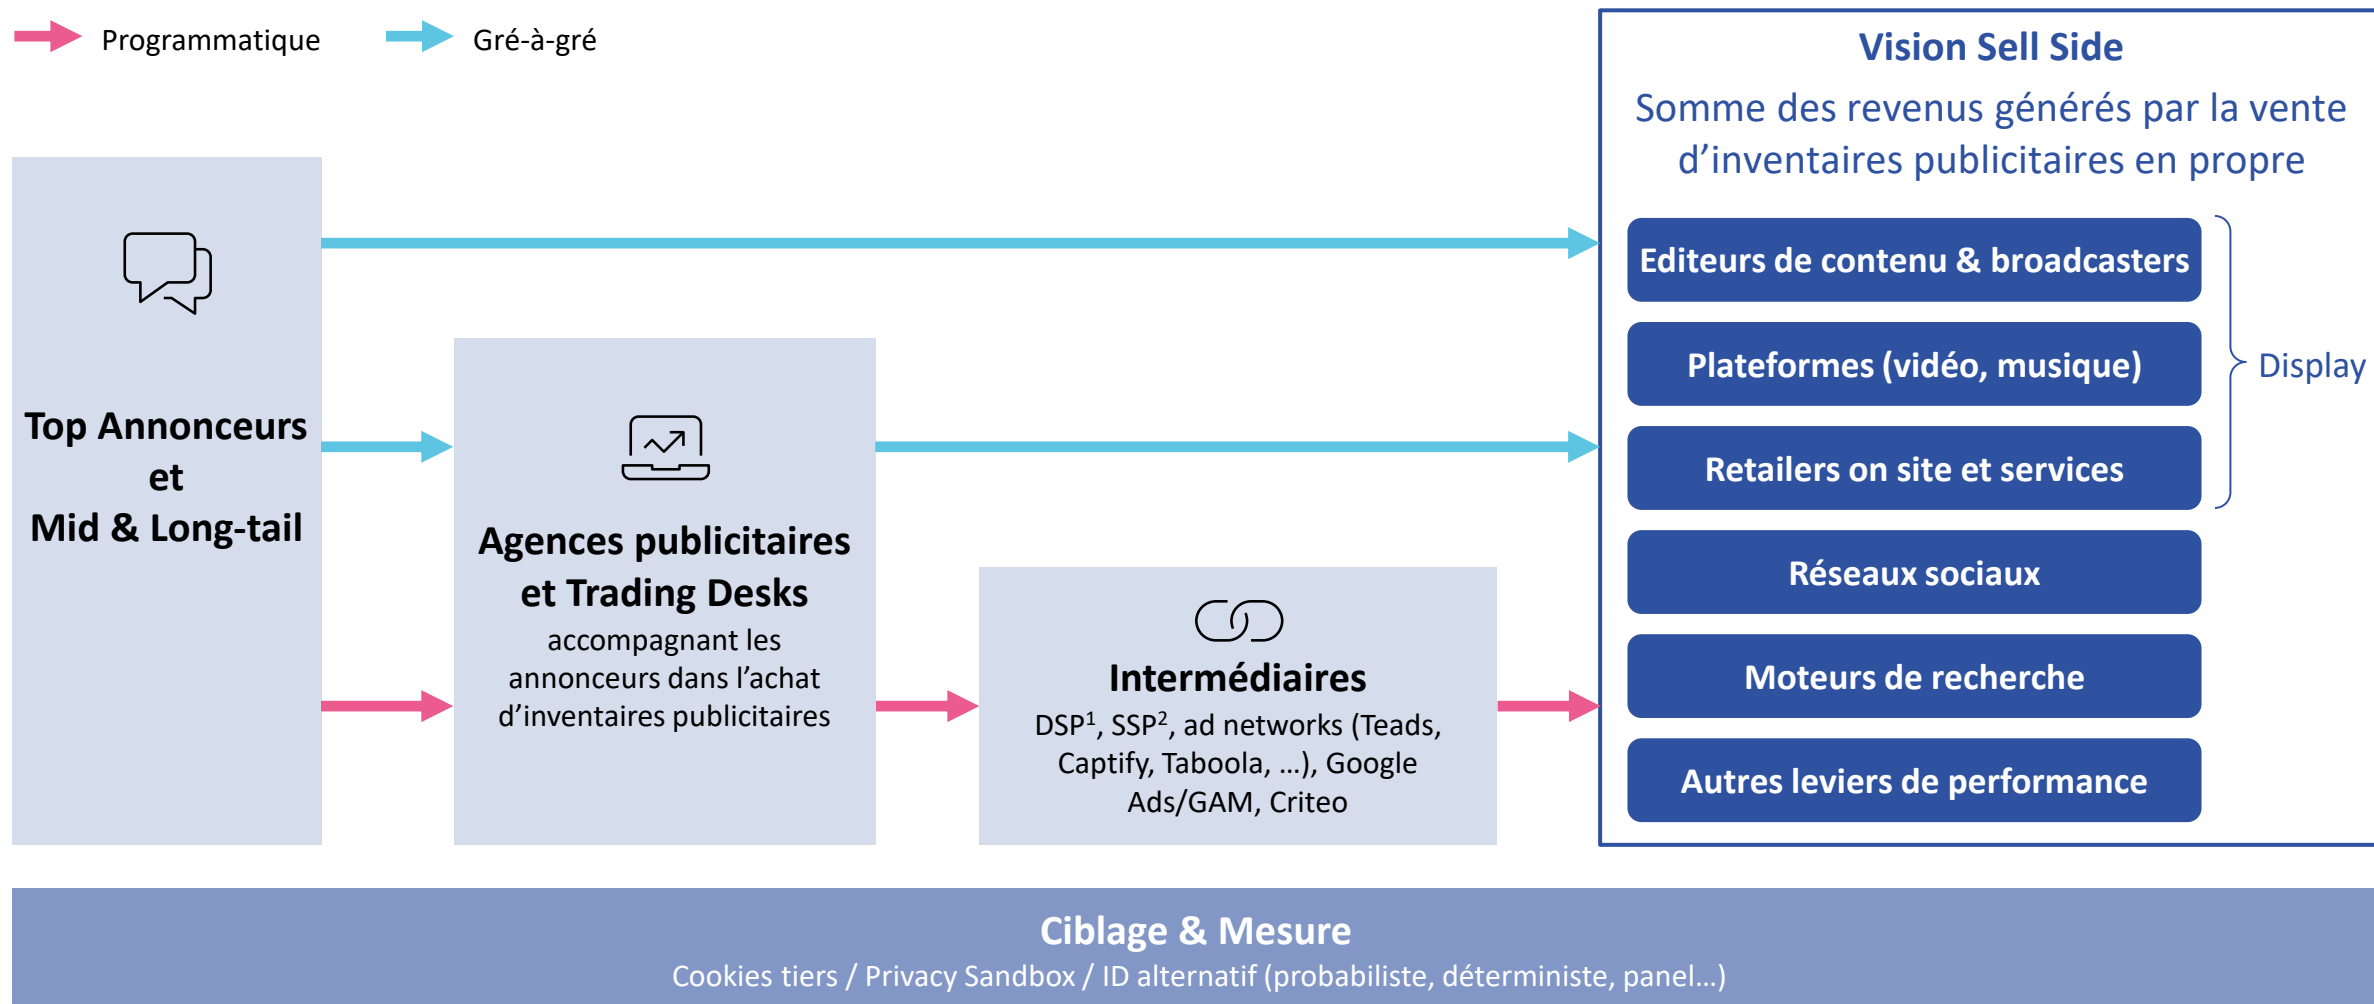 Programmatique
Gré-à-gré
Top Annonceurs
et
Mid & Long-tail
Agences publicitaires
et Trading Desks
accompagnant les
annonceurs dans l’achat
d’inventaires publicitaires
Intermédiaires
DSP¹, SSP², ad networks (Teads,
Captify, Taboola, …), Google
Ads/GAM, Criteo
Vision Sell Side
Somme des revenus générés par la vente
d’inventaires publicitaires en propre
Editeurs de contenu & broadcasters
Plateformes (vidéo, musique)
Retailers on site et services
Display
Réseaux sociaux
Moteurs de recherche
Autres leviers de performance
Ciblage & Mesure
Cookies tiers / Privacy Sandbox / ID alternatif (probabiliste, déterministe, panel…)